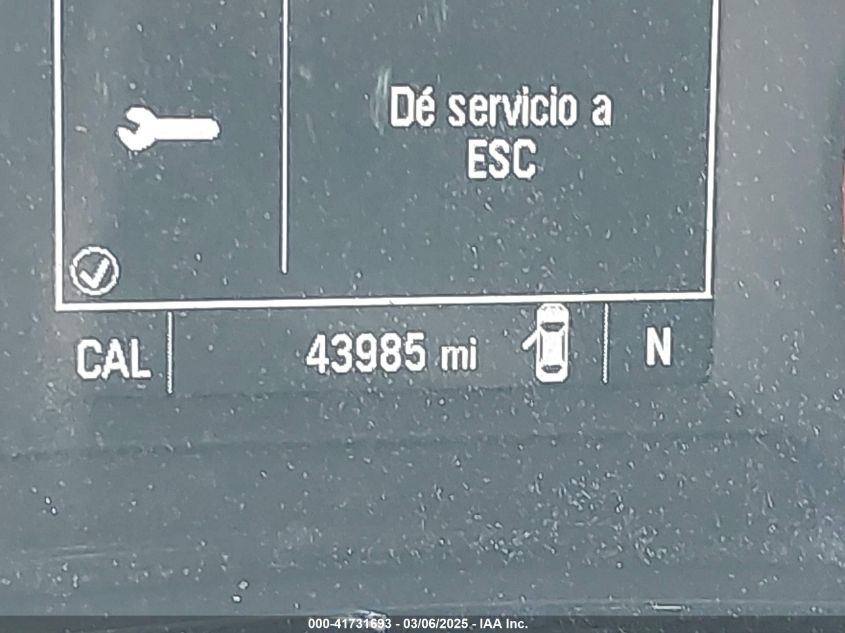 Dé servicio a
ESC
CAL 43985 mi N
000-41731693 - 03/06/2025 - IAA Inc.